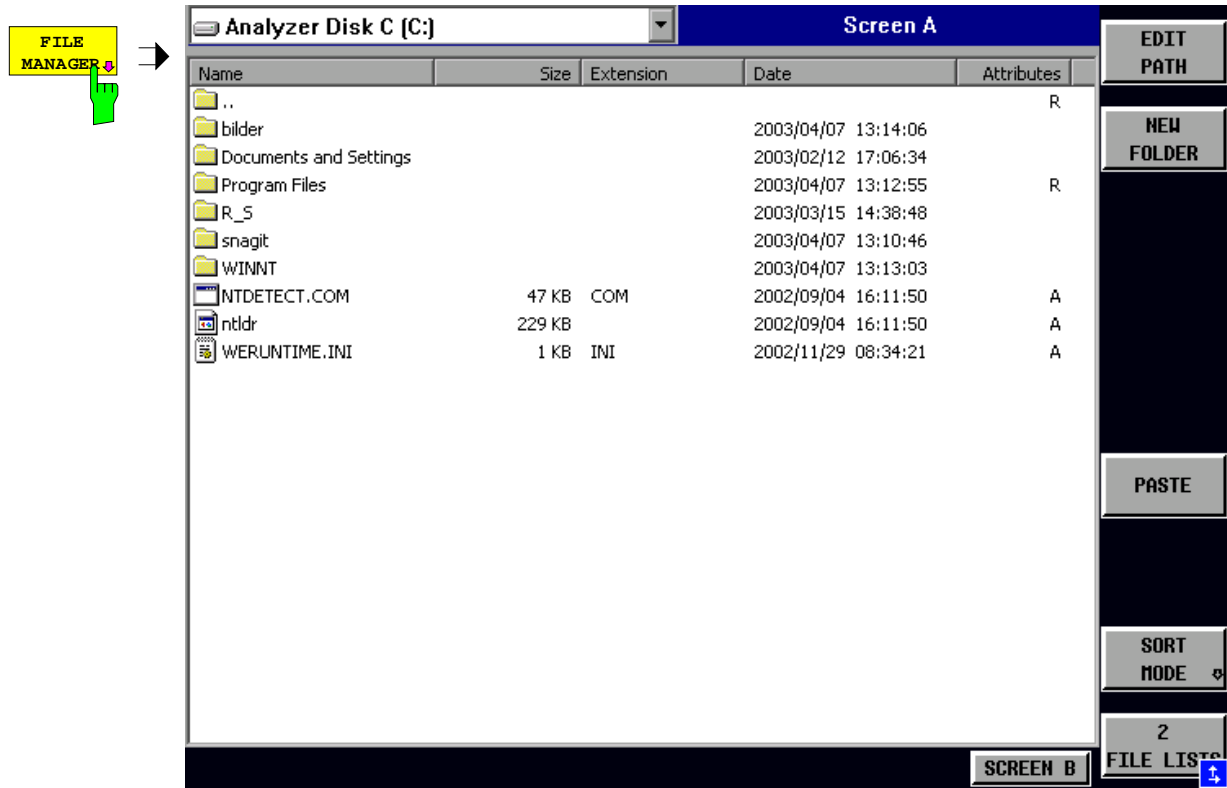 FILE
MANAGER
Analyzer Disk C (C:)
Screen A
Name Size Extension Date Attributes
.. R
bilder 2003/04/07 13:14:06
Documents and Settings 2003/02/12 17:06:34
Program Files 2003/04/07 13:12:55 R
R_S 2003/03/15 14:38:48
snagit 2003/04/07 13:10:46
WINNT 2003/04/07 13:13:03
NTDETECT.COM 47 KB COM 2002/09/04 16:11:50 A
ntldr 229 KB 2002/09/04 16:11:50 A
WERUNTIME.INI 1 KB INI 2002/11/29 08:34:21 A
EDIT
PATH
NEW
FOLDER
PASTE
SORT
MODE
2
FILE LISTS
SCREEN B